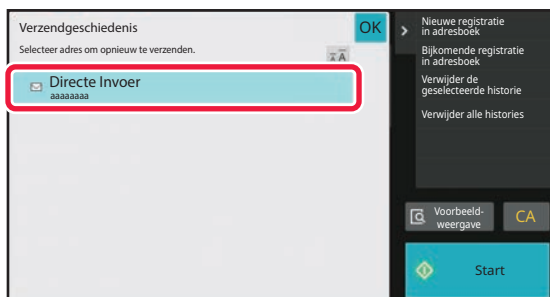 Verzendgeschiedenis
OK
Selecteer adres om opnieuw te verzenden.
Directe Invoer
aaaaaaaa
Nieuwe registratie
in adresboek
Bijkomende registratie
in adresboek
Verwijder de
geselecteerde historie
Verwijder alle histories
Voorbeeld-
weergave
CA
Start